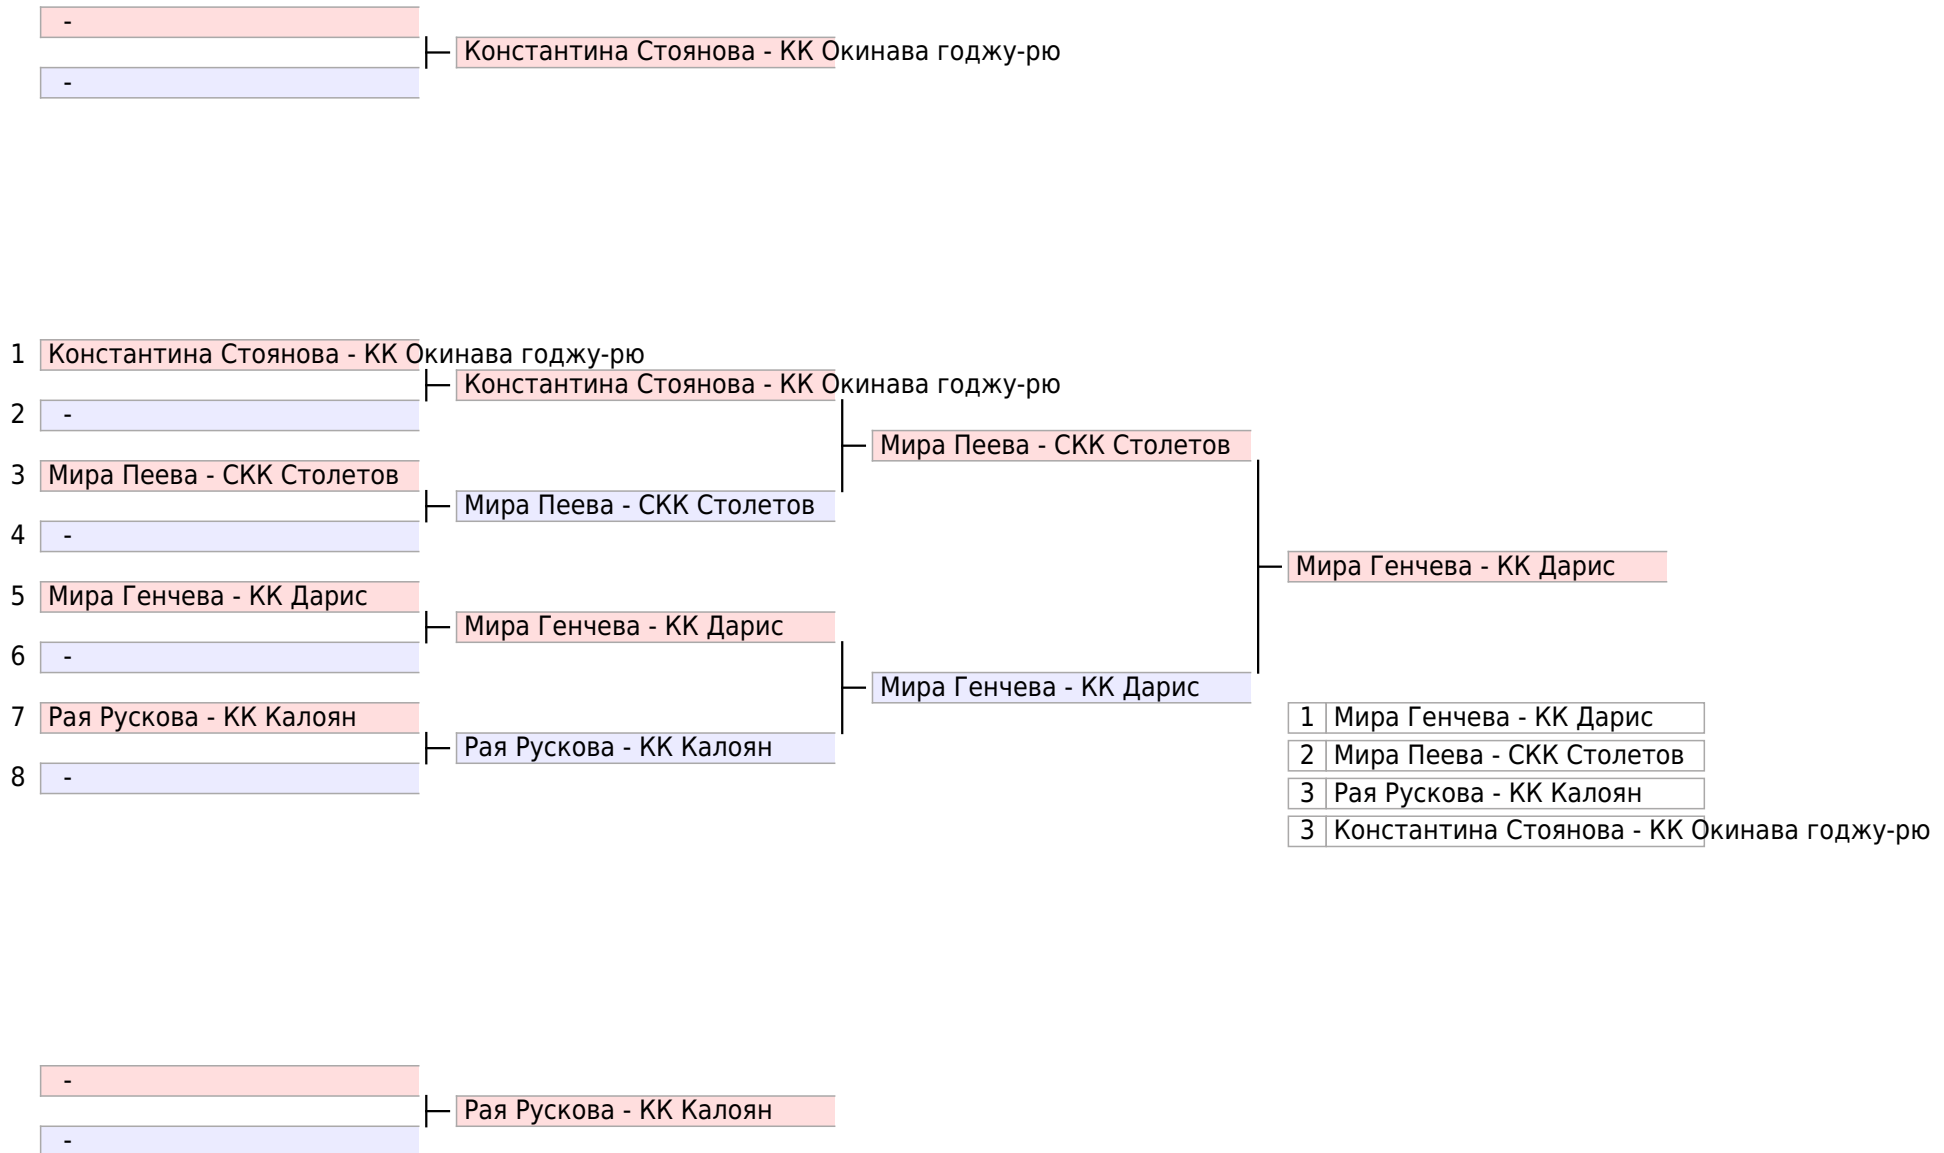 -
Константина Стоянова - КК Окинава годжу-рю
-
1 Константина Стоянова - КК Окинава годжу-рю
Константина Стоянова - КК Окинава годжу-рю
2 -
Мира Пеева - СКК Столетов
3 Мира Пеева - СКК Столетов
Мира Пеева - СКК Столетов
4 -
Мира Генчева - КК Дарис
5 Мира Генчева - КК Дарис
Мира Генчева - КК Дарис
6 -
Мира Генчева - КК Дарис
7 Рая Рускова - КК Калоян
1 Мира Генчева - КК Дарис
Рая Рускова - КК Калоян
2 Мира Пеева - СКК Столетов
8 -
3 Рая Рускова - КК Калоян
3 Константина Стоянова - КК Окинава годжу-рю
-
Рая Рускова - КК Калоян
-